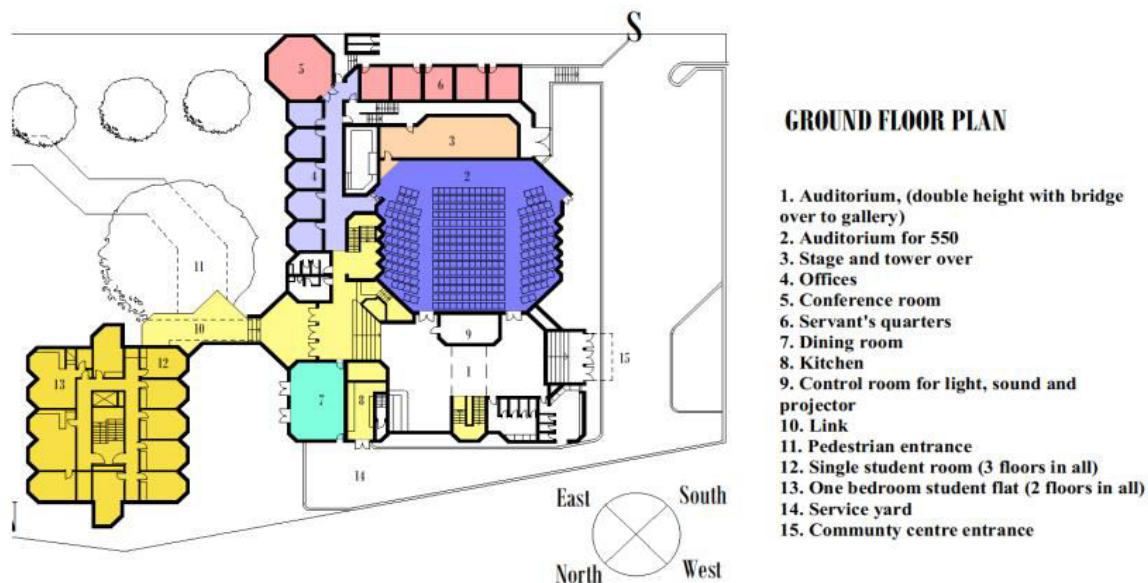 S
5
6
GROUND FLOOR PLAN
3
4
2
1. Auditorium, (double height with bridge
over to gallery)
2. Auditorium for 550
3. Stage and tower over
4. Offices
5. Conference room
6. Servant's quarters
7. Dining room
8. Kitchen
9. Control room for light, sound and
projector
10. Link
11. Pedestrian entrance
12. Single student room (3 floors in all)
13. One bedroom student flat (2 floors in all)
14. Service yard
15. Communty centre entrance
11
10
9
15
12
13
1
7
8
14
East
South
North
West